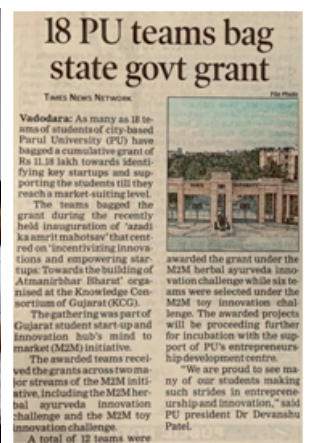 18 PU teams bag
state govt grant
TIMES NEWS NETWORK
Vadodara: As many as 18 te-
ams of students of city-based
Parul University (PU) have
bagged a cumulative grant of
Rs 11.18 lakh towards identi-
fying key startups and sup-
porting the students till they
reach a market-suiting level.
The teams bagged the
grant during the recently
held inauguration of 'azadi
ka amrit mahotsav' that cent-
red on 'incentivizing innova-
tions and empowering star-
tups: Towards the building of
Atmanirbhar Bharat' orga-
nised at the Knowledge Con-
sortium of Gujarat (KCG).
The gathering was part of
Gujarat student start-up and
innovation hub's mind to
market (M2M) initiative.
The awarded teams recei-
ved the grants across two ma-
jor streams of the M2M initi-
ative, including the M2M her-
bal ayurveda innovation
challenge and the M2M toy
innovation challenge.
A total of 12 teams were
File Photo
awarded the grant under the
M2M herbal ayurveda inno-
vation challenge while six te-
ams were selected under the
M2M toy innovation chal-
lenge. The awarded projects
will be proceeding further
for incubation with the sup-
port of PU's entrepreneurs-
hip development centre.
"We are proud to see ma-
ny of our students making
such strides in entreprene-
urship and innovation," said
PU president Dr Devanshu
Patel.